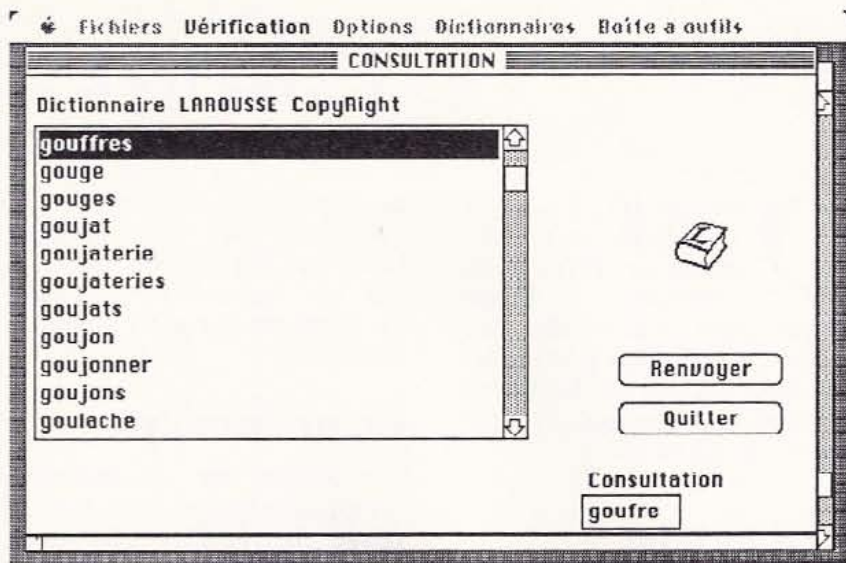 Fichiers Vérification Options Dictionnaires Boîte a outils
CONSULTATION
Dictionnaire LAROUSSE CopyRight
gouffres
gouge
gouges
goujat
goujaterie
goujateries
goujats
goujon
goujonner
goujons
goulache
L
Renvoyer
Quitter
Consultation
goufre